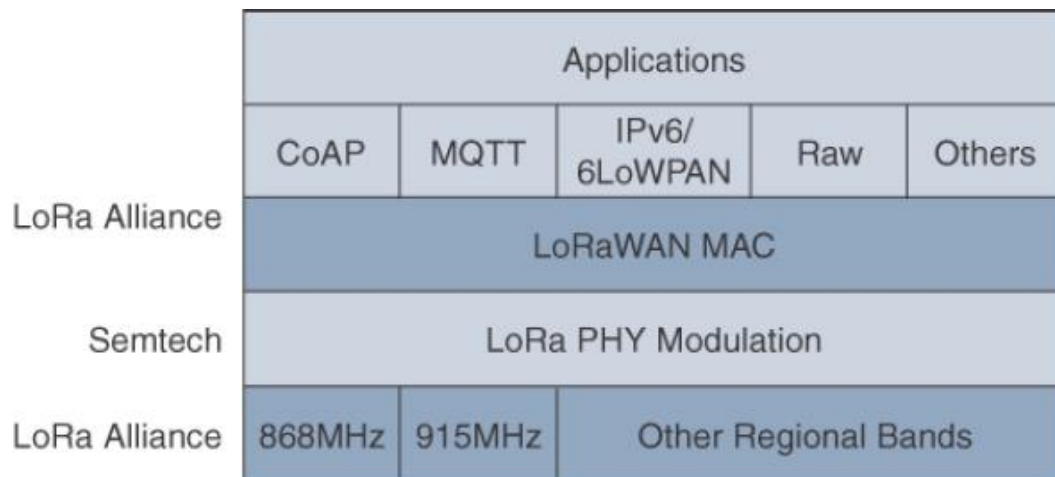 Applications
CoAP
MQTT
IPv6/
6LoWPAN
Raw
Others
LoRa Alliance
LoRaWAN MAC
Semtech
LoRa PHY Modulation
LoRa Alliance
868MHz
915MHz
Other Regional Bands